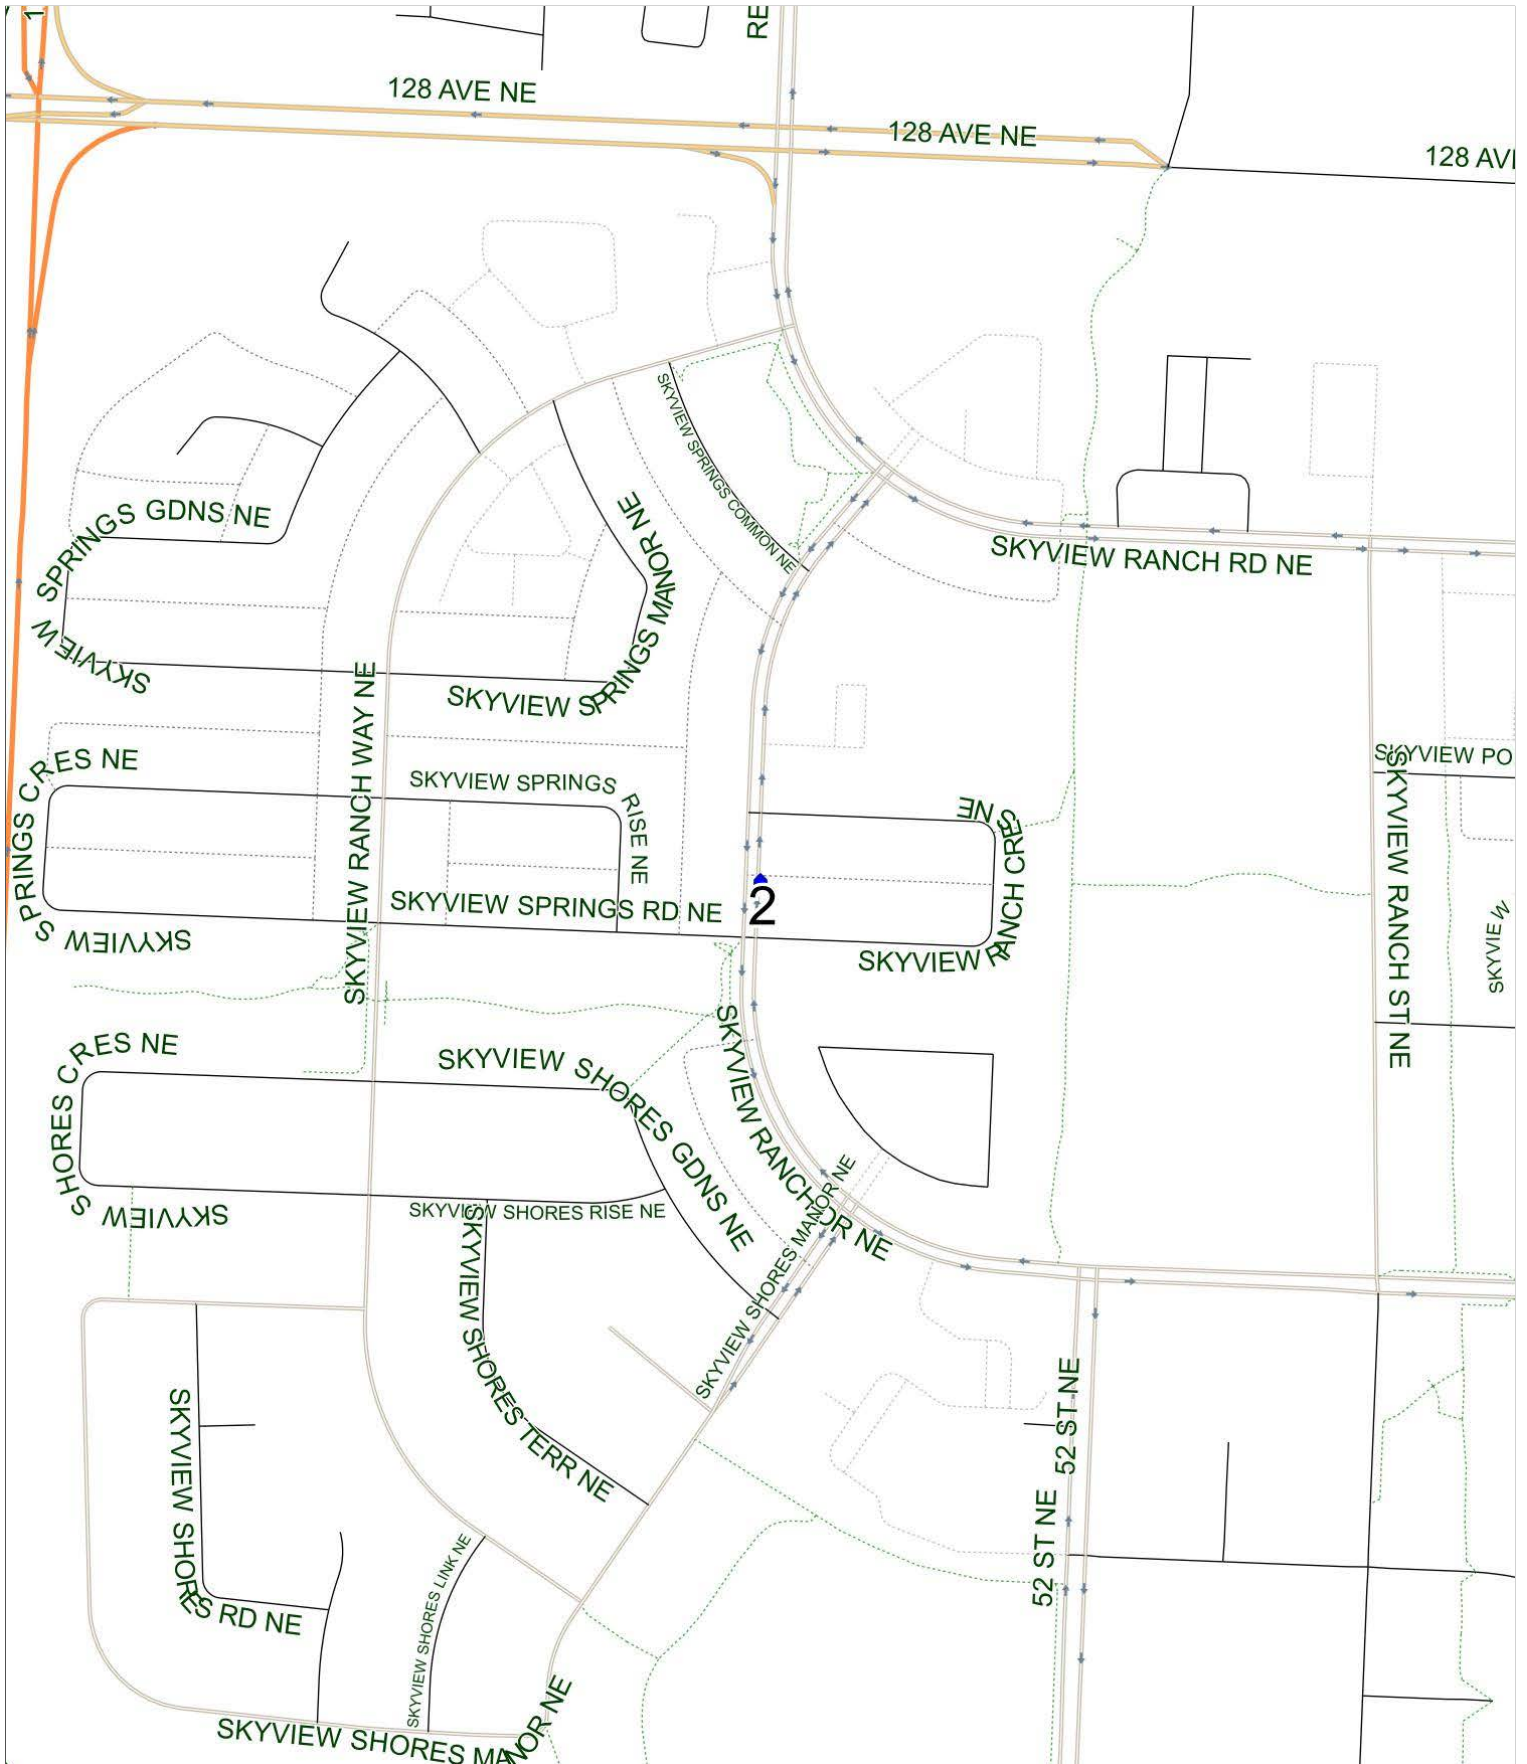 1
RE
128 AVE NE
128 AVE NE
128 AV
SKYVIEW SPRINGS COMMON NE
SKYVIEW SPRINGS GDNS NE
SKYVIEW SPRINGS MANOR NE
SKYVIEW RANCH RD NE
SKYVIEW RANCH WAY NE
SKYVIEW SPRINGS CRES NE
SKYVIEW SPRINGS RISE NE
SKYVIEW PO
SKYVIEW RANCH ST NE
SKYVIEW RANCH CRES NE
SKYVIEW SPRINGS RD NE
2
SKYVIE W
SKYVIEW SHORES CRES NE
SKYVIEW SHORES GDNS NE
SKYVIEW RANCH DR NE
SKYVIEW SHORES MANOR NE
SKYVIEW SHORES RISE NE
SKYVIEW SHORES TERR NE
52 ST NE
52 ST NE
SKYVIEW SHORES RD NE
SKYVIEW SHORES LINK NE
SKYVIEW SHORES MANOR NE